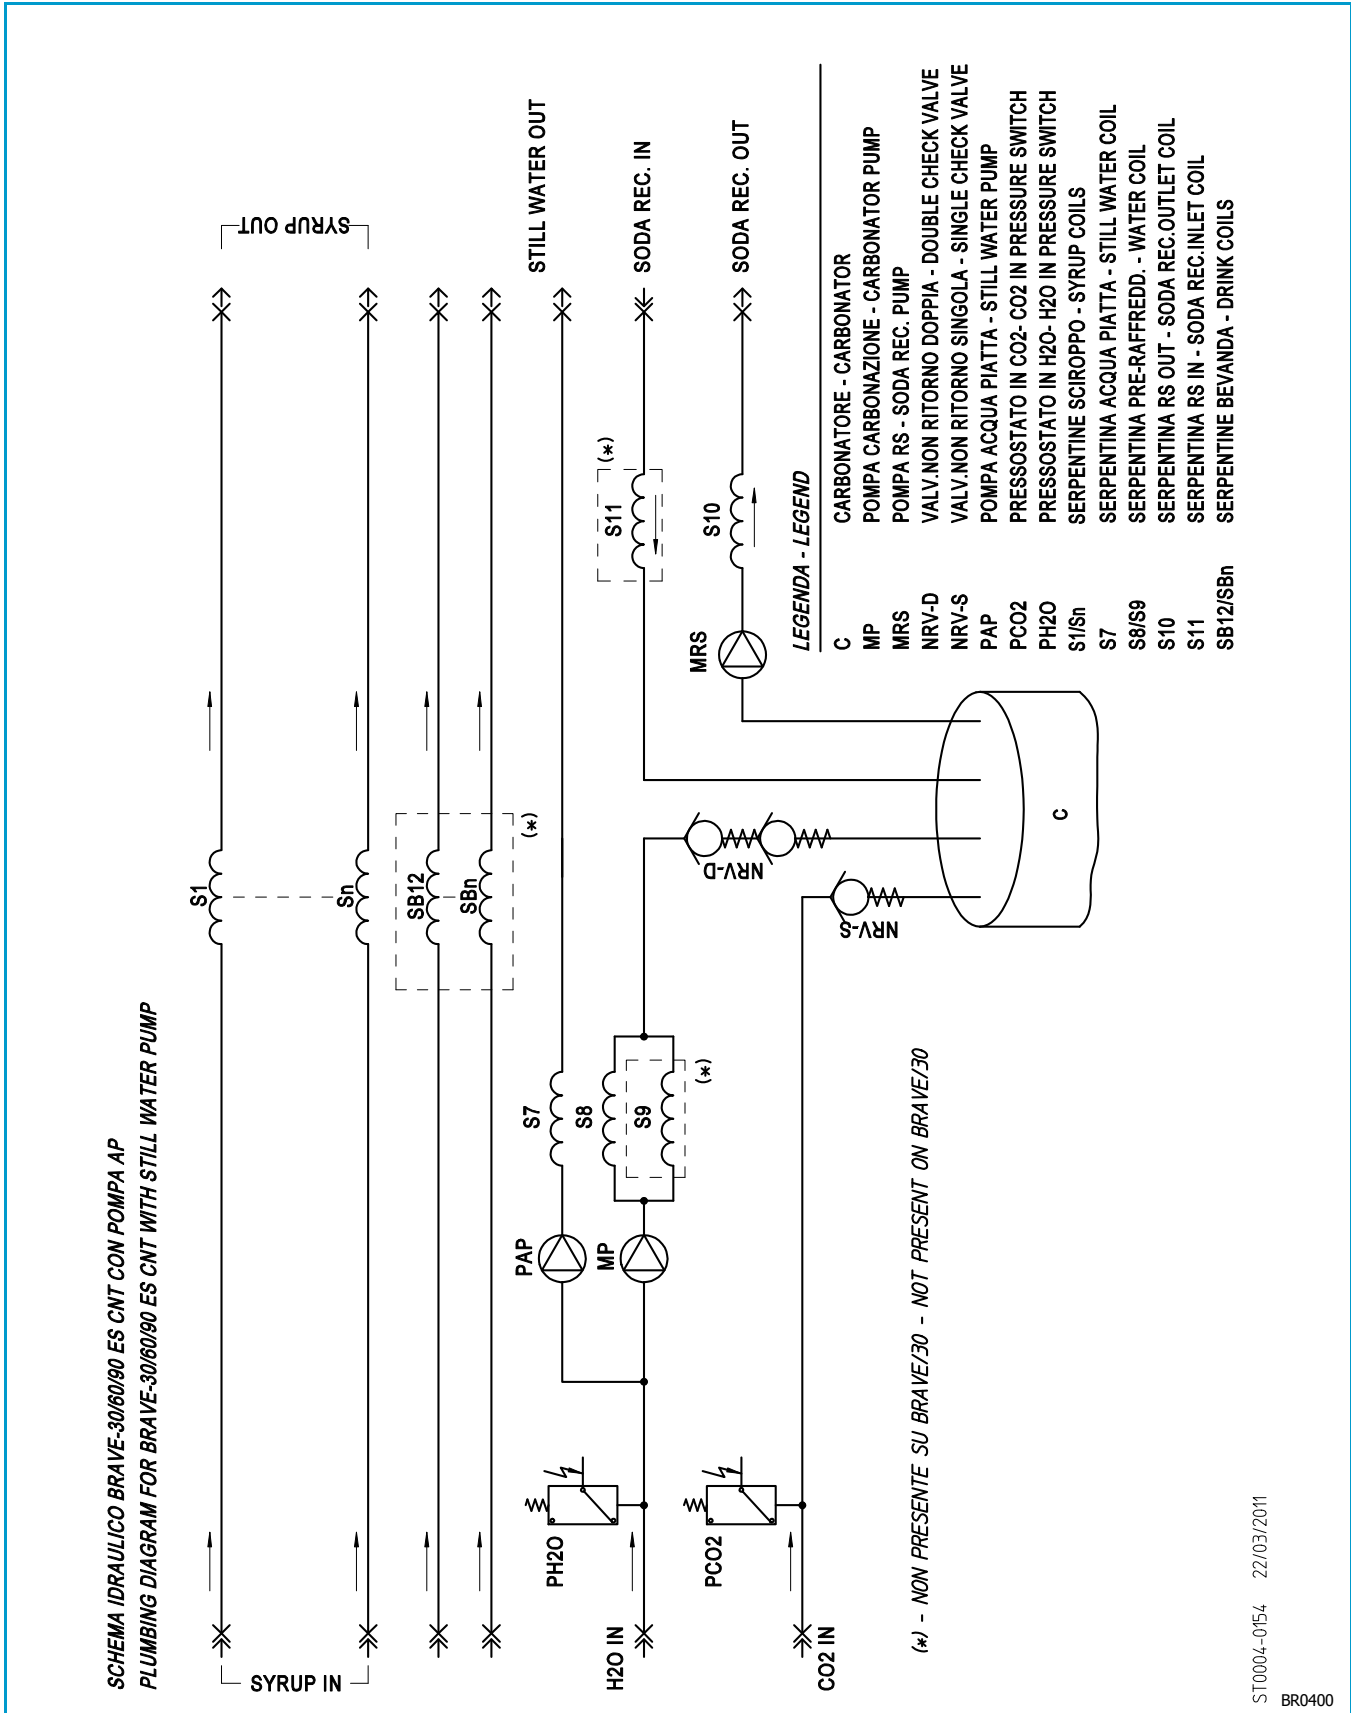 SCHEMA IDRAULICO BRAVE-30/60/90 ES CNT CON POMPA AP
PLUMBING DIAGRAM FOR BRAVE-30/60/90 ES CNT WITH STILL WATER PUMP
SYRUP IN
S1
Sn
SYRUP OUT
SB12
SBn
(*)
STILL WATER OUT
S7
PAP
PH2O
H2O IN
MP
S8
S9
(*)
NRV-D
S11
(*)
SODA REC. IN
PCO2
CO2 IN
NRV-S
MRS
S10
SODA REC. OUT
C
LEGENDA - LEGEND
C CARBONATORE - CARBONATOR
MP POMPA CARBONAZIONE - CARBONATOR PUMP
MRS POMPA RS - SODA REC. PUMP
NRV-D VALV.NON RITORNO DOPPIA - DOUBLE CHECK VALVE
NRV-S VALV.NON RITORNO SINGOLA - SINGLE CHECK VALVE
PAP POMPA ACQUA PIATTA - STILL WATER PUMP
PCO2 PRESSOSTATO IN CO2- CO2 IN PRESSURE SWITCH
PH2O PRESSOSTATO IN H2O- H2O IN PRESSURE SWITCH
S1/Sn SERPENTINE SCIROPPO - SYRUP COILS
S7 SERPENTINA ACQUA PIATTA - STILL WATER COIL
S8/S9 SERPENTINA PRE-RAFFREDD. - WATER COIL
S10 SERPENTINA RS OUT - SODA REC.OUTLET COIL
S11 SERPENTINA RS IN - SODA REC.INLET COIL
SB12/SBn SERPENTINE BEVANDA - DRINK COILS
(*) - NON PRESENTE SU BRAVE/30 - NOT PRESENT ON BRAVE/30
ST0004-0154 22/03/2011
BR0400